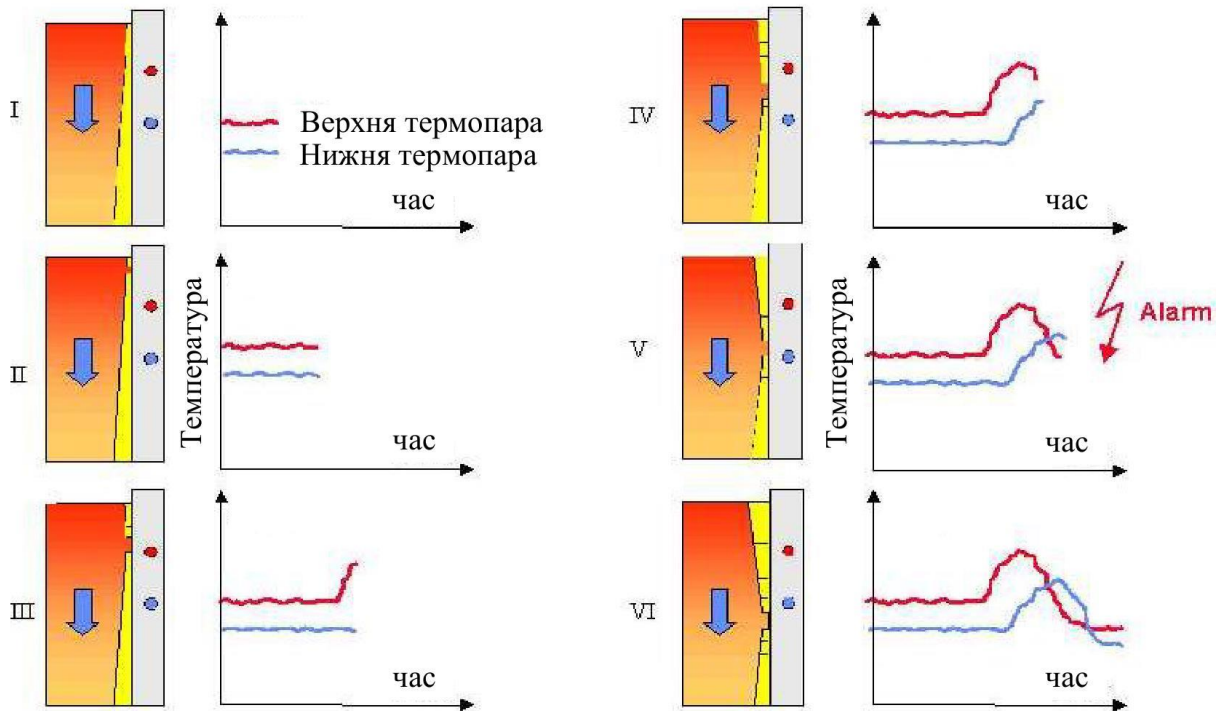 I
Верхня термопара
Нижня термопара
час
II
Температура
час
III
час
IV
час
V
Температура
Alarm
час
VI
час